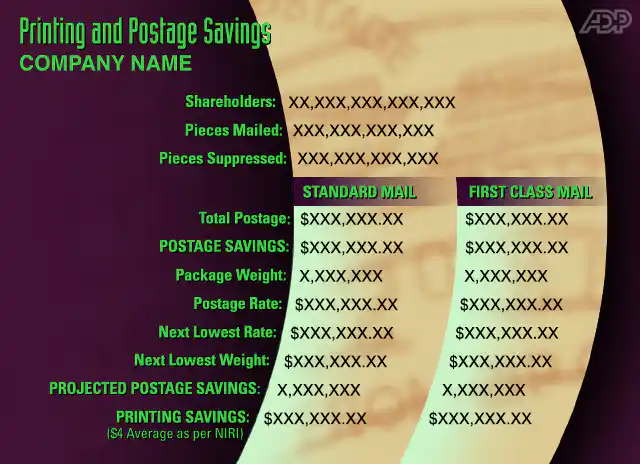 Printing and Postage Savings
ADP
COMPANY NAME
Shareholders: XX,XXX,XXX,XXX,XXX
Pieces Mailed: XXX,XXX,XXX,XXX
Pieces Suppressed: XXX,XXX,XXX,XXX
STANDARD MAIL FIRST CLASS MAIL
Total Postage: $XXX,XXX.XX $XXX,XXX.XX
POSTAGE SAVINGS: $XXX,XXX.XX $XXX,XXX.XX
Package Weight: X,XXX,XXX X,XXX,XXX
Postage Rate: $XXX,XXX.XX $XXX,XXX.XX
Next Lowest Rate: $XXX,XXX.XX $XXX,XXX.XX
Next Lowest Weight: $XXX,XXX.XX $XXX,XXX.XX
PROJECTED POSTAGE SAVINGS: X,XXX,XXX X,XXX,XXX
PRINTING SAVINGS: $XXX,XXX.XX $XXX,XXX.XX
($4 Average as per NIRI)